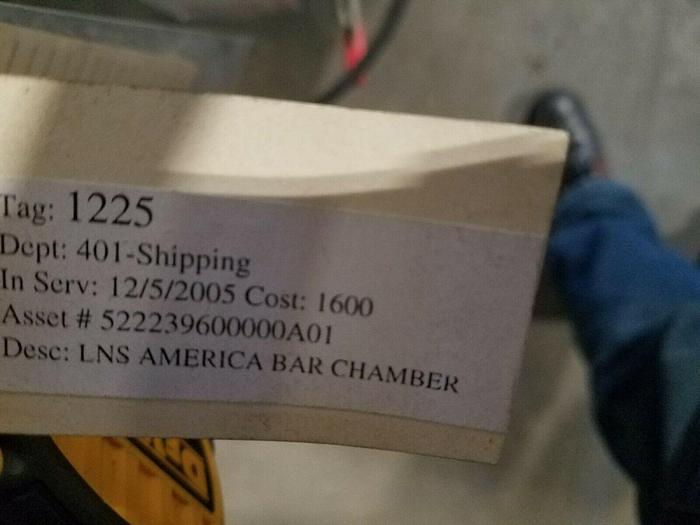 Tag: 1225
Dept: 401-Shipping
In Serv: 12/5/2005 Cost: 1600
Asset # 522239600000A01
Desc: LNS AMERICA BAR CHAMBER